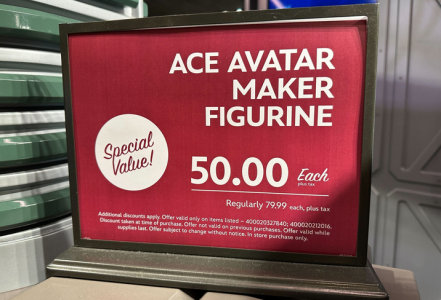 ACE AVATAR
MAKER
FIGURINE
Special
Value!
50.00 Each
plus tax
Regularly 79.99 each, plus tax
Additional discounts apply. Offer valid only on items listed – 400020327840; 400020212016.
Discount taken at time of purchase. Offer not valid on previous purchases. Offer valid while
supplies last. Offer subject to change without notice. In store purchase only.